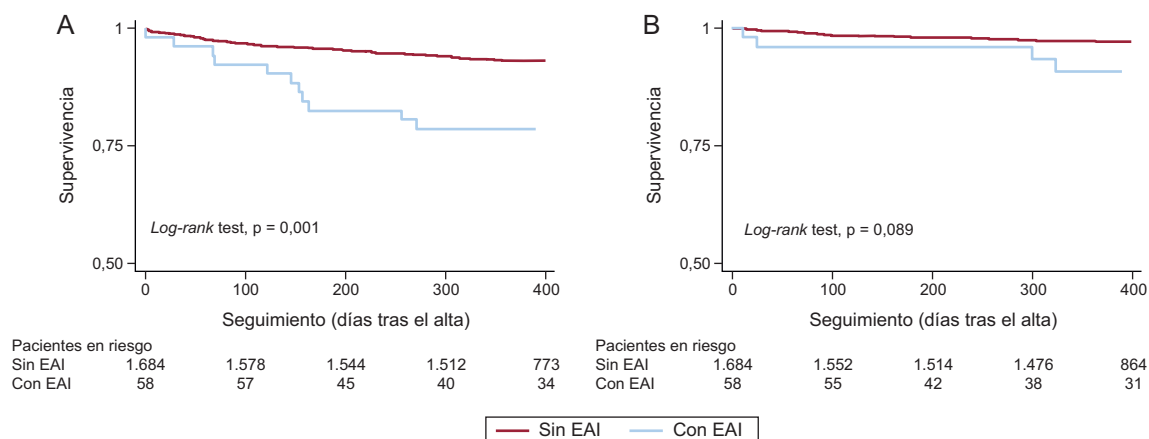 A
1
0,75
0,50
Supervivencia
Log-rank test, p = 0,001
0 100 200 300 400
Seguimiento (días tras el alta)
Pacientes en riesgo
Sin EAI 1.684 1.578 1.544 1.512 773
Con EAI 58 57 45 40 34
B
1
0,75
0,50
Supervivencia
Log-rank test, p = 0,089
0 100 200 300 400
Seguimiento (días tras el alta)
Pacientes en riesgo
Sin EAI 1.684 1.552 1.514 1.476 864
Con EAI 58 55 42 38 31
Sin EAI Con EAI